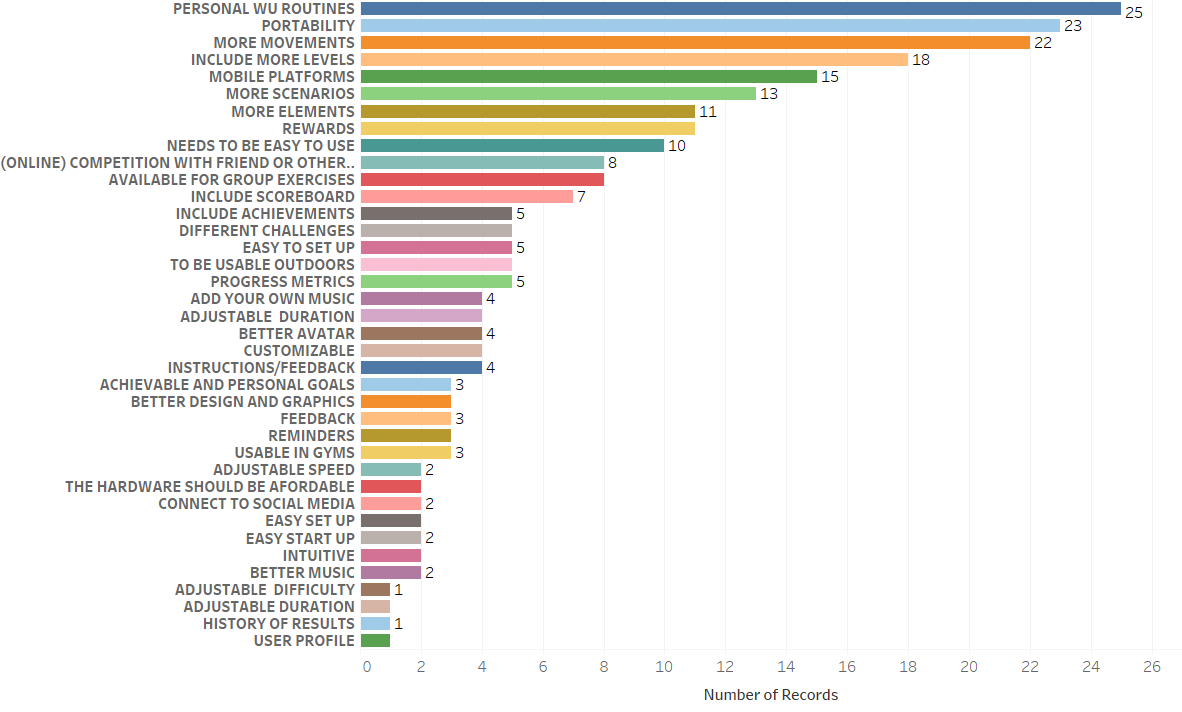 PERSONAL WU ROUTINES 25
PORTABILITY 23
MORE MOVEMENTS 22
INCLUDE MORE LEVELS 18
MOBILE PLATFORMS 15
MORE SCENARIOS 13
MORE ELEMENTS 11
REWARDS
NEEDS TO BE EASY TO USE 10
(ONLINE) COMPETITION WITH FRIEND OR OTHER.. 8
AVAILABLE FOR GROUP EXERCISES
INCLUDE SCOREBOARD 7
INCLUDE ACHIEVEMENTS 5
DIFFERENT CHALLENGES
EASY TO SET UP 5
TO BE USABLE OUTDOORS
PROGRESS METRICS 5
ADD YOUR OWN MUSIC 4
ADJUSTABLE  DURATION
BETTER AVATAR 4
CUSTOMIZABLE
INSTRUCTIONS/FEEDBACK 4
ACHIEVABLE AND PERSONAL GOALS 3
BETTER DESIGN AND GRAPHICS
FEEDBACK 3
REMINDERS
USABLE IN GYMS 3
ADJUSTABLE SPEED 2
THE HARDWARE SHOULD BE AFORDABLE
CONNECT TO SOCIAL MEDIA 2
EASY SET UP
EASY START UP 2
INTUITIVE
BETTER MUSIC 2
ADJUSTABLE  DIFFICULTY 1
ADJUSTABLE DURATION
HISTORY OF RESULTS 1
USER PROFILE
0 2 4 6 8 10 12 14 16 18 20 22 24 26
Number of Records